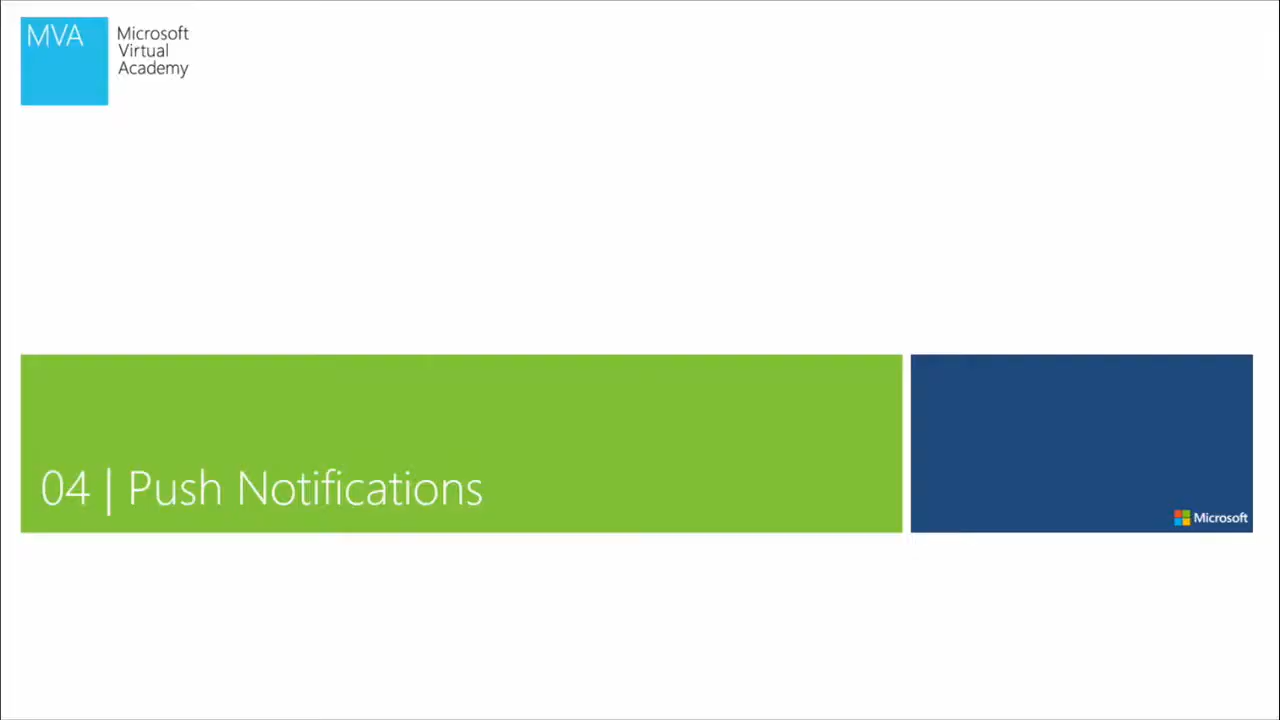 MVA
Microsoft
Virtual
Academy
04 | Push Notifications
Microsoft